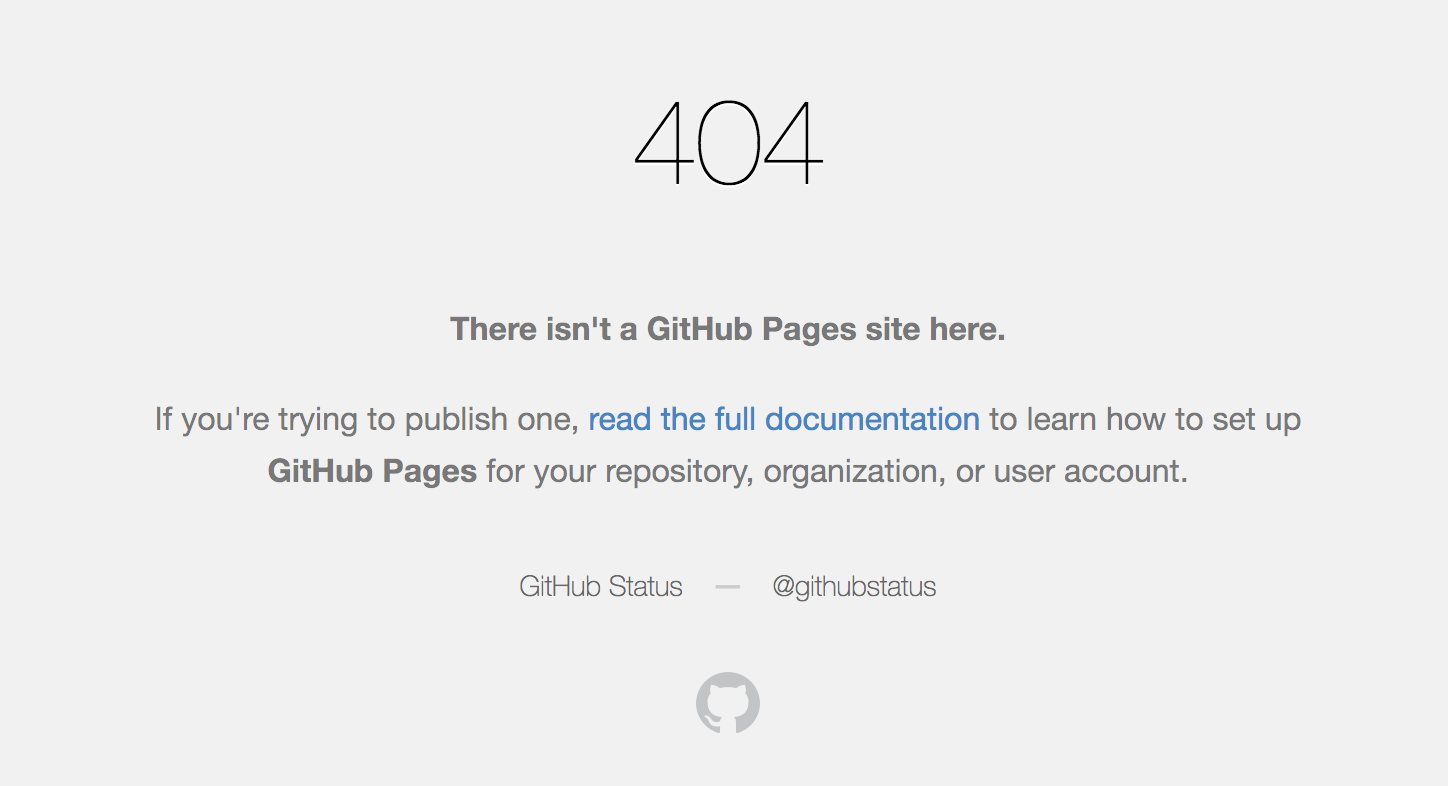 404
There isn't a GitHub Pages site here.
If you're trying to publish one, read the full documentation to learn how to set up
GitHub Pages for your repository, organization, or user account.
GitHub Status — @githubstatus